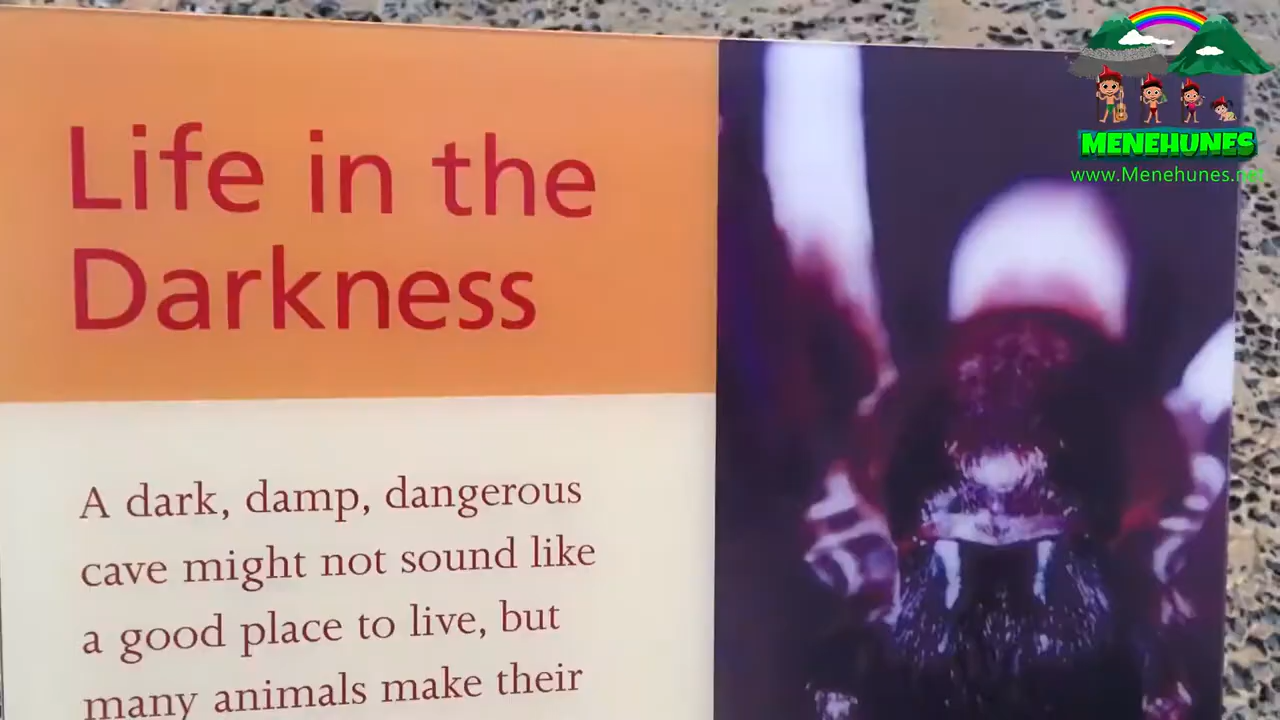 Life in the
Darkness
A dark, damp, dangerous
cave might not sound like
a good place to live, but
many animals make their
MENEHUNES
www.Menehunes.net